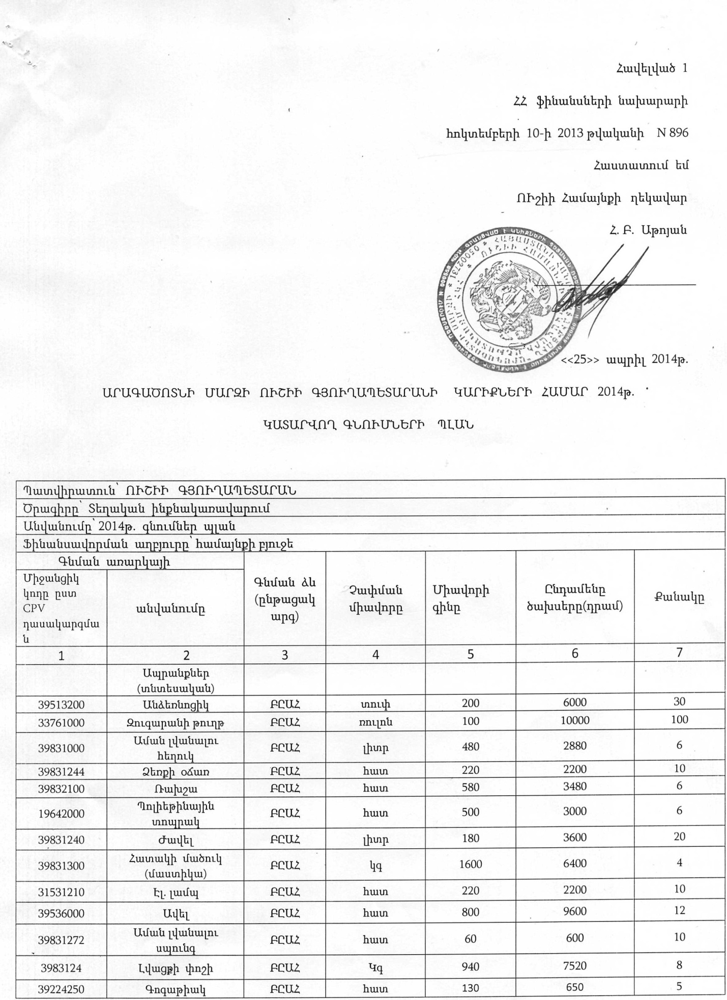 Հավելված 1
ՀՀ ֆինանսների նախարարի
հոկտեմբերի 10-ի 2013 թվականի N 896
Հաստատում եմ
ՈՒշիի Համայնքի ղեկավար
Հ. Բ. Աթոյան
<<25>> ապրիլ 2014թ.
ԱՐԱԳԱԾՈՏՆԻ ՄԱՐԶԻ ՈՒՇԻԻ ԳՅՈՒՂԱՊԵՏԱՐԱՆԻ ԿԱՐԻՔՆԵՐԻ ՀԱՄԱՐ 2014թ.
ԿԱՏԱՐՎՈՂ ԳՆՈՒՄՆԵՐԻ ՊԼԱՆ
Պատվիրատուն՝ ՈՒՇԻԻ ԳՅՈՒՂԱՊԵՏԱՐԱՆ
Ծրագիրը՝ Տեղական ինքնակառավարում
Անվանումը՝ 2014թ. գնումներ պլան
Ֆինանսավորման աղբյուրը՝ համայնքի բյուջե
Գնման առարկայի
Միջանցիկ
կոդը ըստ
CPV
դասակարգմա
ն
անվանումը
Գնման ձև
(ընթացակ
արգ)
Չափման
միավորը
Միավորի
գինը
Ընդամենը
ծախսերը(դրամ)
Քանակը
1 2 3 4 5 6 7
Ապրանքներ
(տնտեսական)
39513200 Անձեռնոցիկ ԲԸԱՀ տուփ 200 6000 30
33761000 Զուգարանի թուղթ ԲԸԱՀ ռուլոն 100 10000 100
39831000 Աման լվանալու
հեղուկ ԲԸԱՀ լիտր 480 2880 6
39831244 Ձեռքի օճառ ԲԸԱՀ հատ 220 2200 10
39832100 Ռախշա ԲԸԱՀ հատ 580 3480 6
19642000 Պոլիեթինային
տոպրակ ԲԸԱՀ հատ 500 3000 6
39831240 Ժավել ԲԸԱՀ լիտր 180 3600 20
39831300 Հատակի մածուկ
(մաստիկա) ԲԸԱՀ կգ 1600 6400 4
31531210 Էլ. լամպ ԲԸԱՀ հատ 220 2200 10
39536000 Ավել ԲԸԱՀ հատ 800 9600 12
39831272 Աման լվանալու
սպունգ ԲԸԱՀ հատ 60 600 10
3983124 Լվացքի փոշի ԲԸԱՀ Կգ 940 7520 8
39224250 Գոգաթիակ ԲԸԱՀ հատ 130 650 5